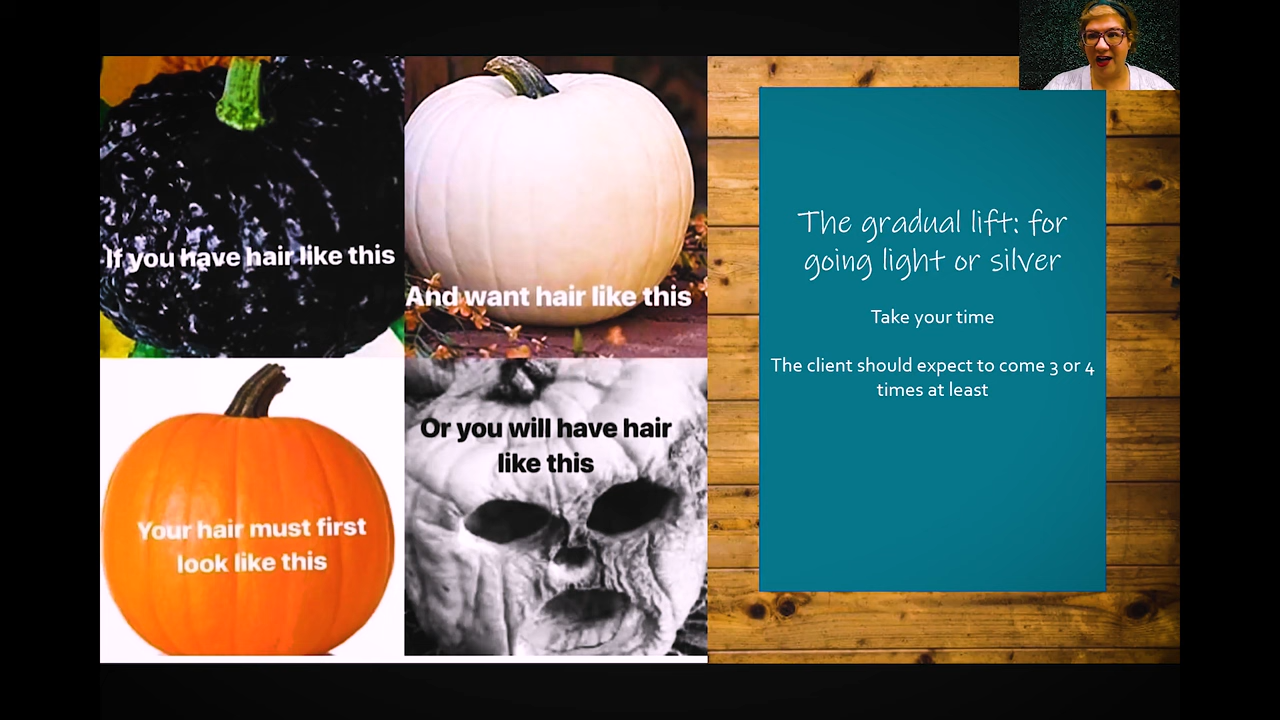 If you have hair like this
And want hair like this
Your hair must first
look like this
Or you will have hair
like this
The gradual lift: for
going light or silver
Take your time
The client should expect to come 3 or 4
times at least